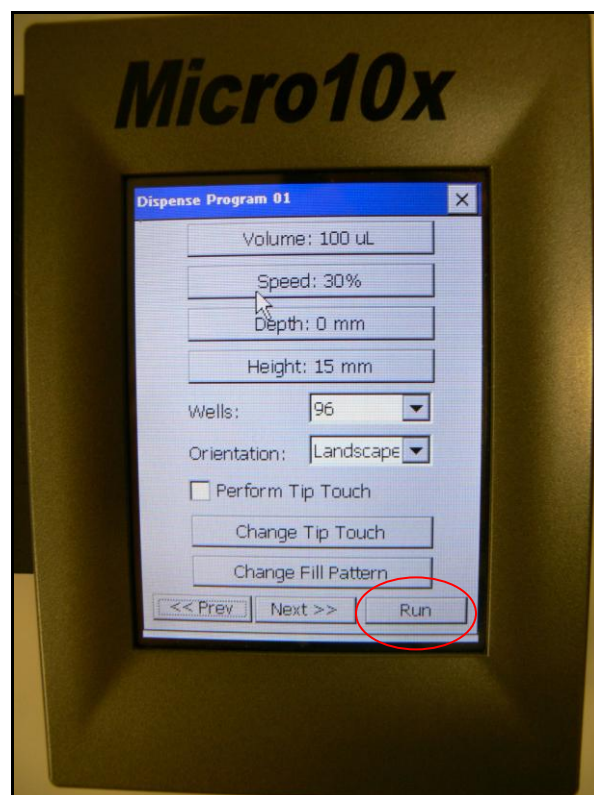 Micro10x
Dispense Program 01
Volume: 100 uL
Speed: 30%
Depth: 0 mm
Height: 15 mm
Wells: 96
Orientation: Landscape
Perform Tip Touch
Change Tip Touch
Change Fill Pattern
<< Prev Next >> Run